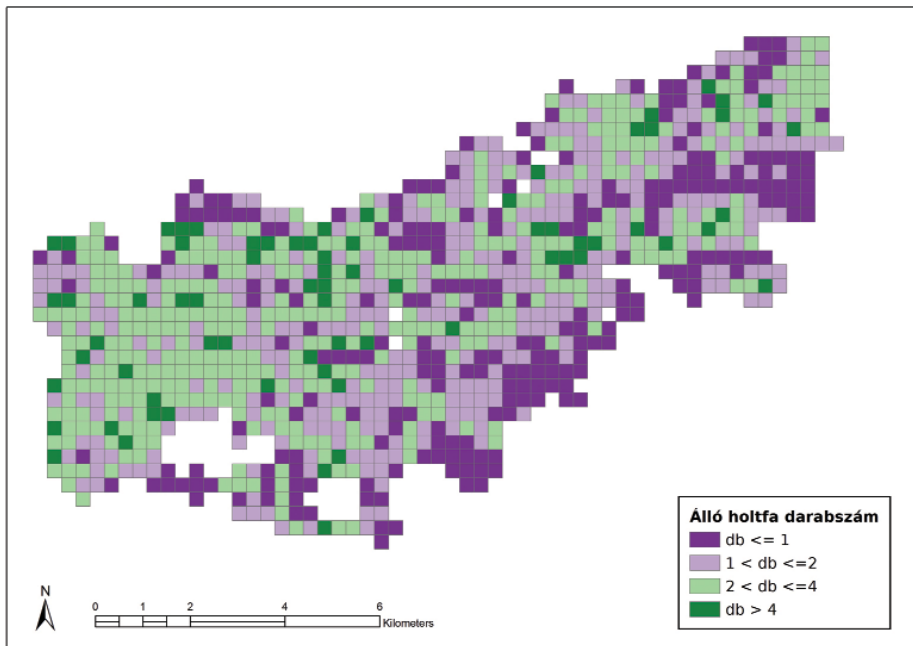 Álló holtfa darabszám
db <= 1
1 < db <=2
2 < db <=4
db > 4
N
0 1 2 4 6
Kilometers